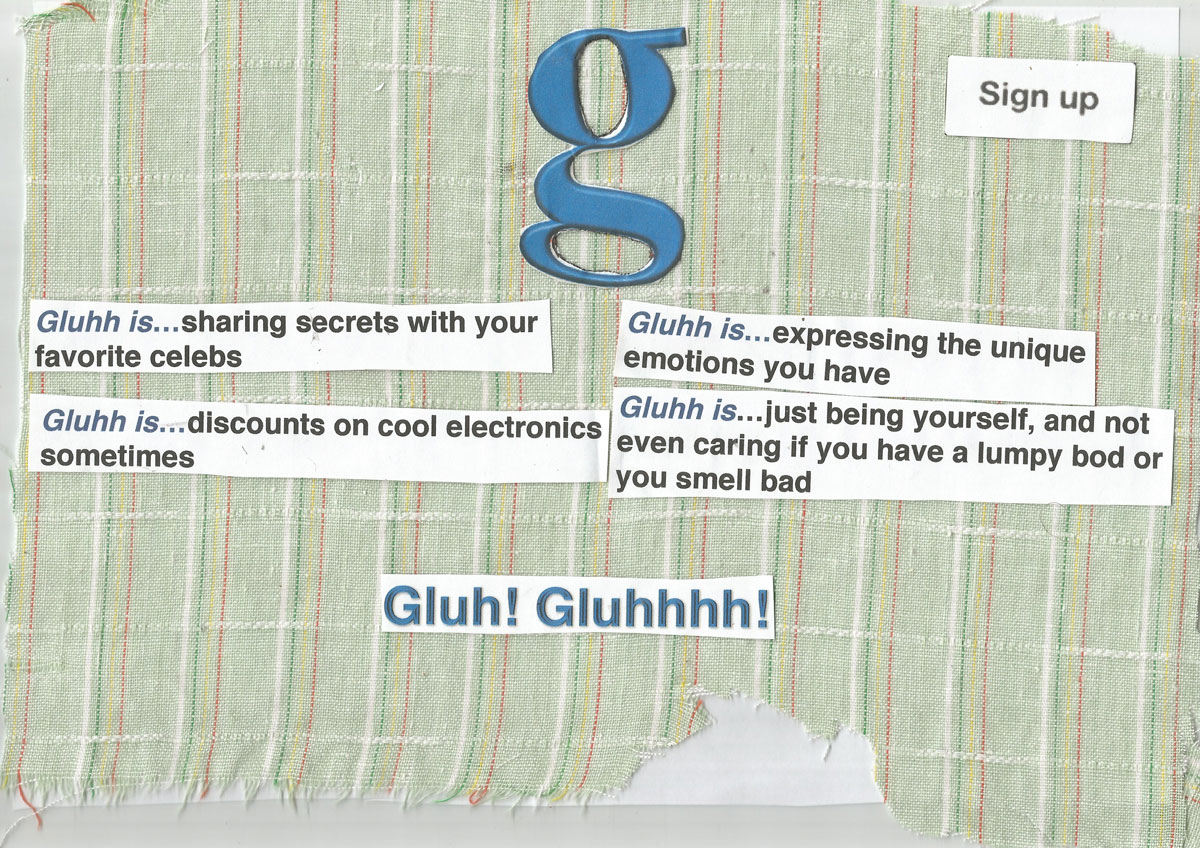 g
Sign up
Gluhh is...sharing secrets with your
favorite celebs
Gluhh is...expressing the unique
emotions you have
Gluhh is...discounts on cool electronics
sometimes
Gluhh is...just being yourself, and not
even caring if you have a lumpy bod or
you smell bad
Gluh! Gluhhhh!